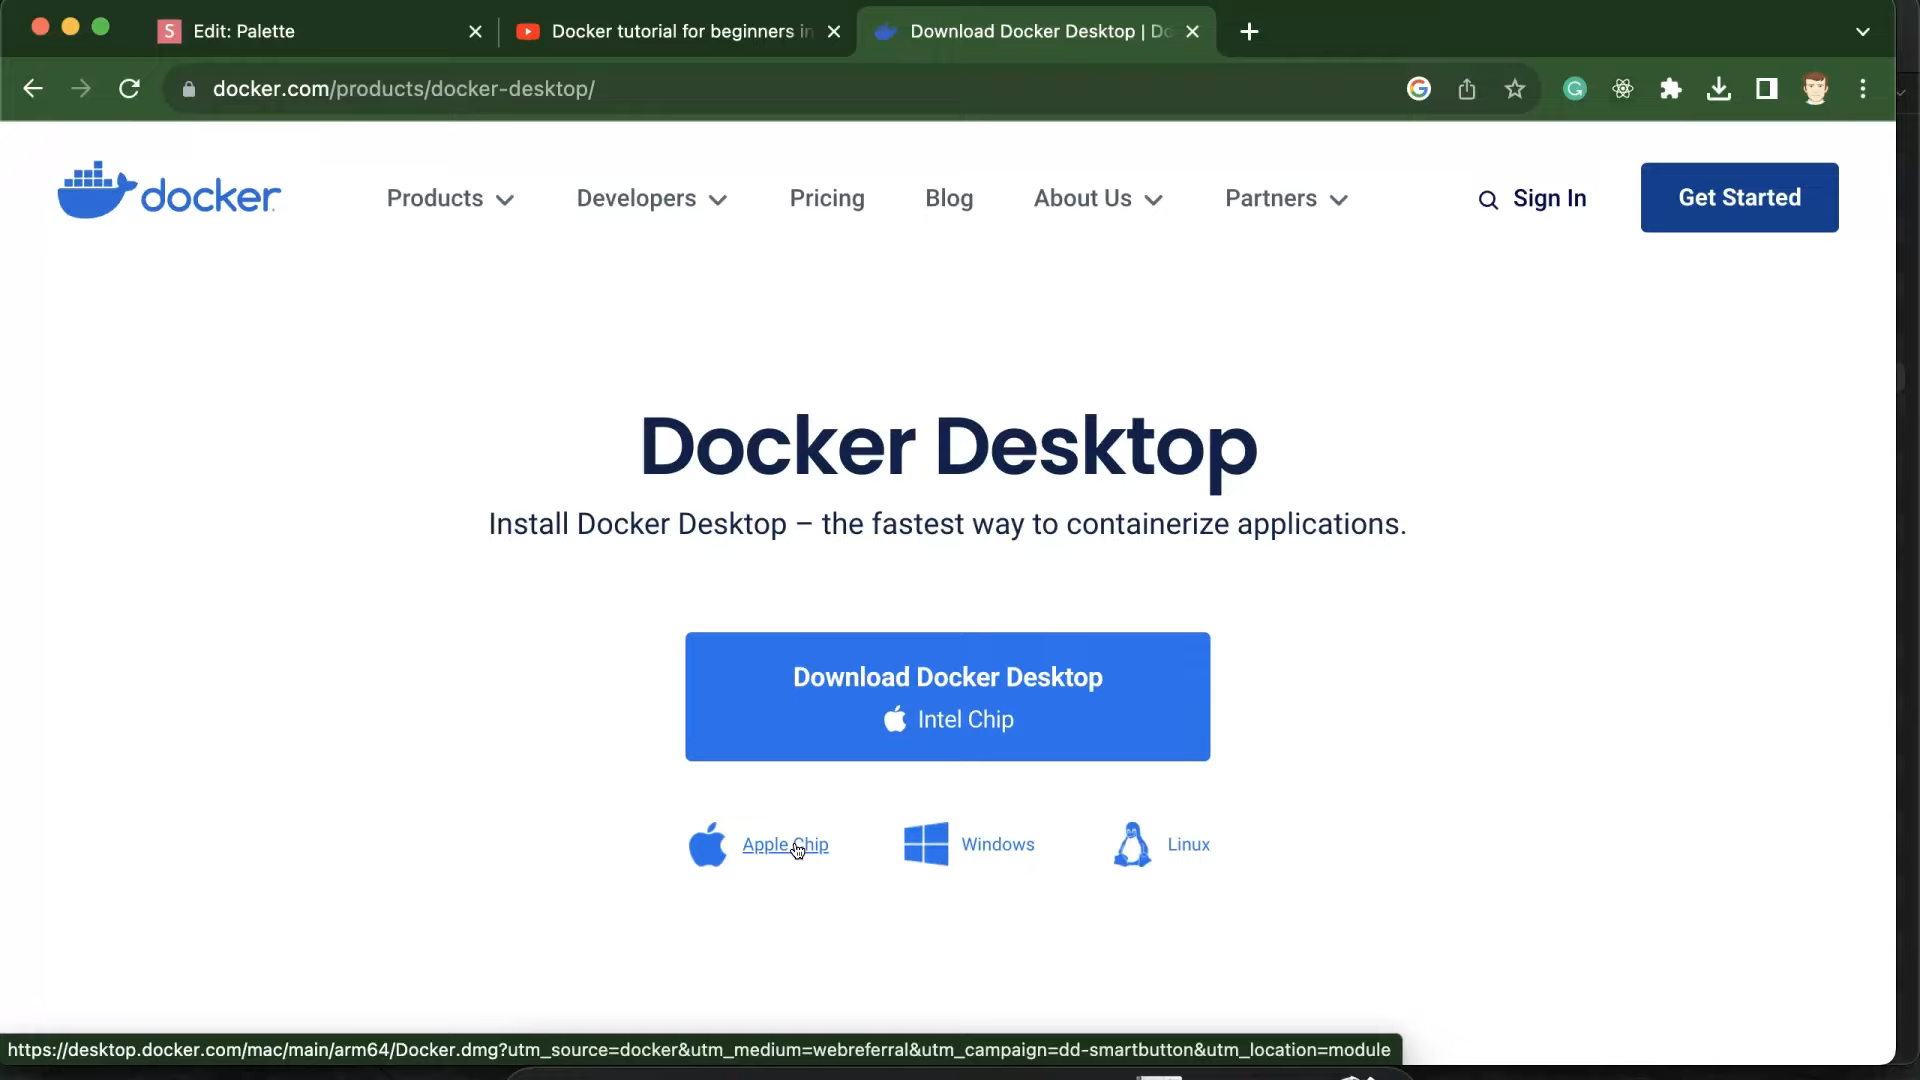 S Edit: Palette
Docker tutorial for beginners in
Download Docker Desktop | Do
docker.com/products/docker-desktop/
docker
Products
Developers
Pricing
Blog
About Us
Partners
Sign In
Get Started
Docker Desktop
Install Docker Desktop – the fastest way to containerize applications.
Download Docker Desktop
Intel Chip
Apple Chip
Windows
Linux
https://desktop.docker.com/mac/main/arm64/Docker.dmg?utm_source=docker&utm_medium=webreferral&utm_campaign=dd-smartbutton&utm_location=module